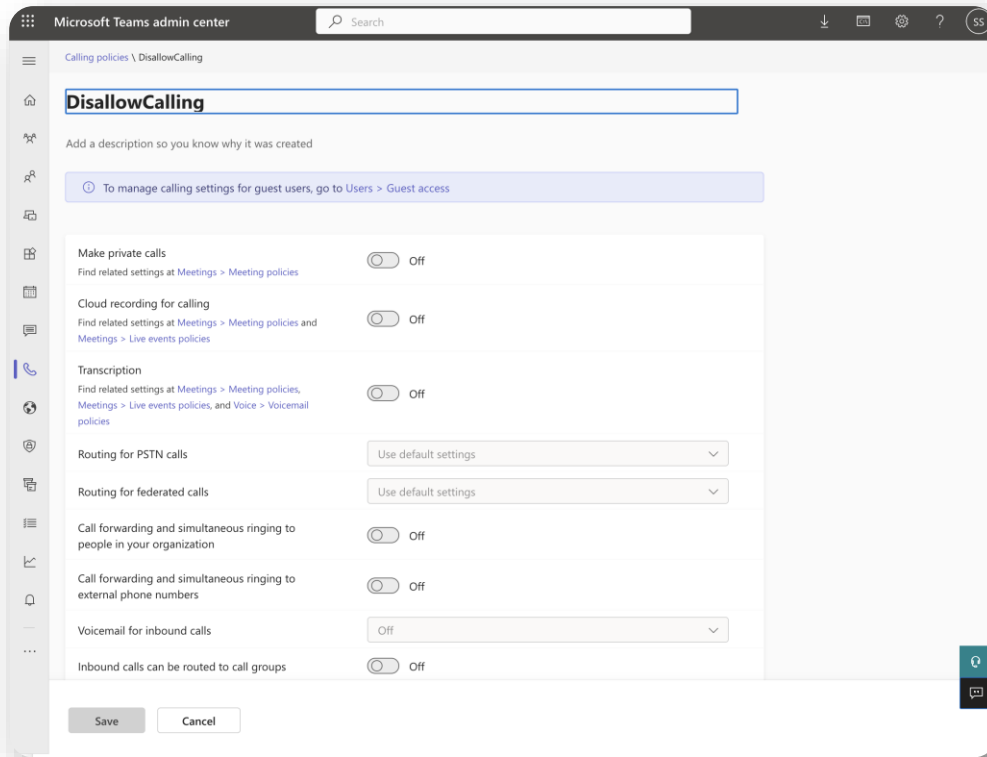 Microsoft Teams admin center
Search
SS
Calling policies \ DisallowCalling
DisallowCalling
Add a description so you know why it was created
To manage calling settings for guest users, go to Users > Guest access
Make private calls
Off
Find related settings at Meetings > Meeting policies
Cloud recording for calling
Off
Find related settings at Meetings > Meeting policies and
Meetings > Live events policies
Transcription
Off
Find related settings at Meetings > Meeting policies,
Meetings > Live events policies, and Voice > Voicemail
policies
Routing for PSTN calls
Use default settings
Routing for federated calls
Use default settings
Call forwarding and simultaneous ringing to
people in your organization
Off
Call forwarding and simultaneous ringing to
external phone numbers
Off
Voicemail for inbound calls
Off
Inbound calls can be routed to call groups
Off
Save
Cancel